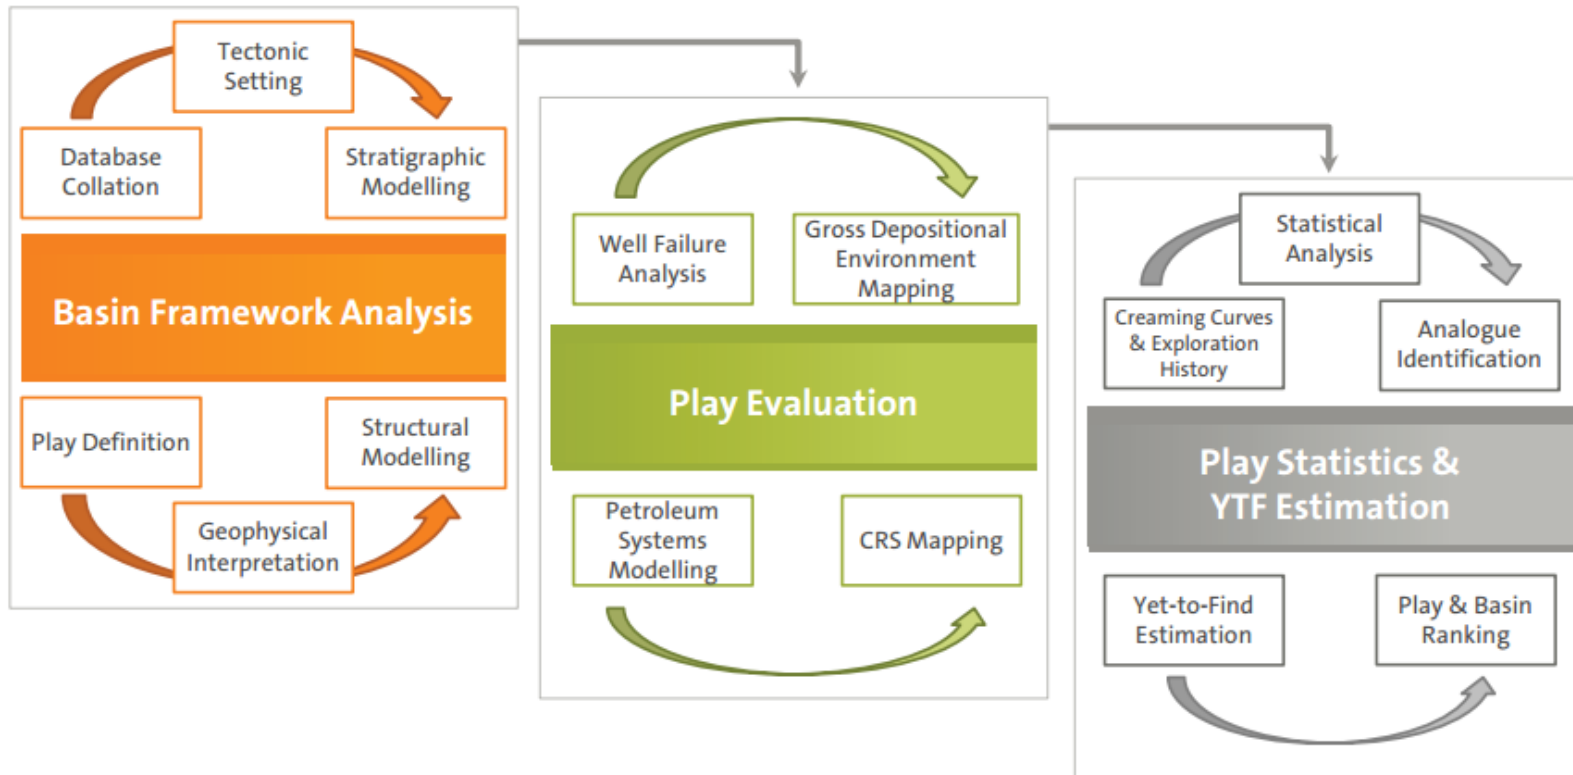 Tectonic
Setting
Database
Collation
Stratigraphic
Modelling
Basin Framework Analysis
Play Definition
Structural
Modelling
Geophysical
Interpretation
Well Failure
Analysis
Gross Depositional
Environment
Mapping
Play Evaluation
Petroleum
Systems
Modelling
CRS Mapping
Statistical
Analysis
Creaming Curves
& Exploration
History
Analogue
Identification
Play Statistics &
YTF Estimation
Yet-to-Find
Estimation
Play & Basin
Ranking